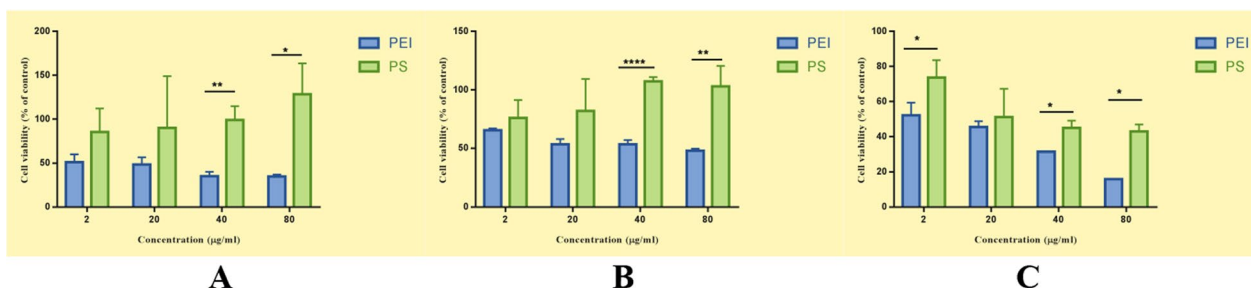 200
150
100
50
0
Cell viability (% of control)
**
*
2 20 40 80
Concentration (µg/ml)
PEI
PS
A
150
100
50
0
Cell viability (% of control)
****
**
2 20 40 80
Concentration (µg/ml)
PEI
PS
B
100
80
60
40
20
0
Cell viability (% of control)
*
*
*
2 20 40 80
Concentration (µg/ml)
PEI
PS
C